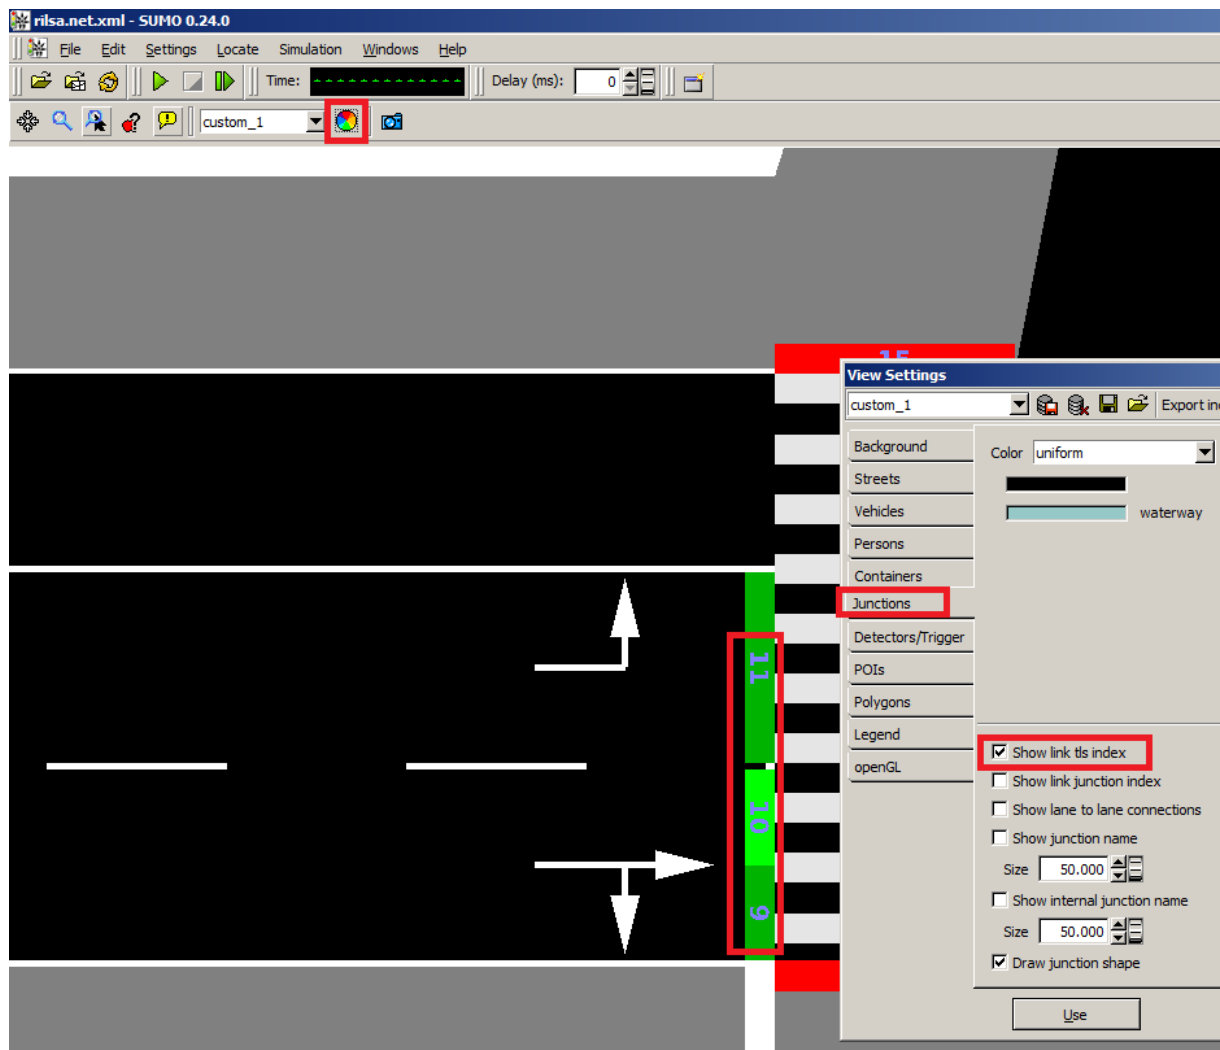 rilsa.net.xml - SUMO 0.24.0
File Edit Settings Locate Simulation Windows Help
Time: Delay (ms): 0
custom_1
15
View Settings
custom_1 Export in
Background
Color uniform
Streets
Vehicles
waterway
Persons
Containers
Junctions
Detectors/Trigger
POIs
Polygons
Legend
openGL
11
10
9
Show link tls index
Show link junction index
Show lane to lane connections
Show junction name
Size 50.000
Show internal junction name
Size 50.000
Draw junction shape
Use